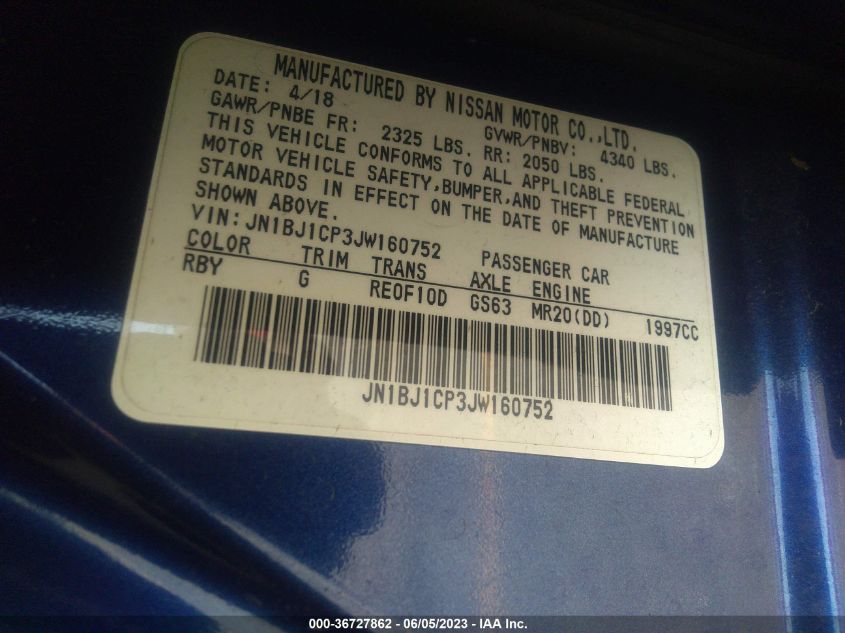 MANUFACTURED BY NISSAN MOTOR CO.,LTD.
DATE: 4/18 GVWR/PNBV: 4340 LBS.
GAWR/PNBE FR: 2325 LBS. RR: 2050 LBS.
THIS VEHICLE CONFORMS TO ALL APPLICABLE FEDERAL
MOTOR VEHICLE SAFETY,BUMPER,AND THEFT PREVENTION
STANDARDS IN EFFECT ON THE DATE OF MANUFACTURE
SHOWN ABOVE.
VIN: JN1BJ1CP3JW160752 PASSENGER CAR
COLOR TRIM TRANS AXLE ENGINE
RBY G RE0F10D GS63 MR20(DD) 1997CC
JN1BJ1CP3JW160752
000-36727862 - 06/05/2023 - IAA Inc.